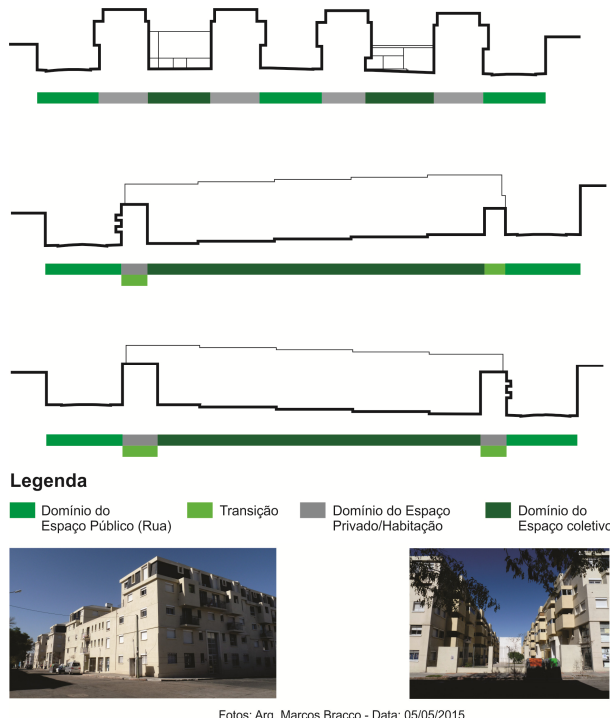 Legenda
Domínio do
Espaço Público (Rua)
Transição
Domínio do Espaço
Privado/Habitação
Domínio do
Espaço coletivo
Fotos: Arq. Marcos Bracco - Data: 05/05/2015